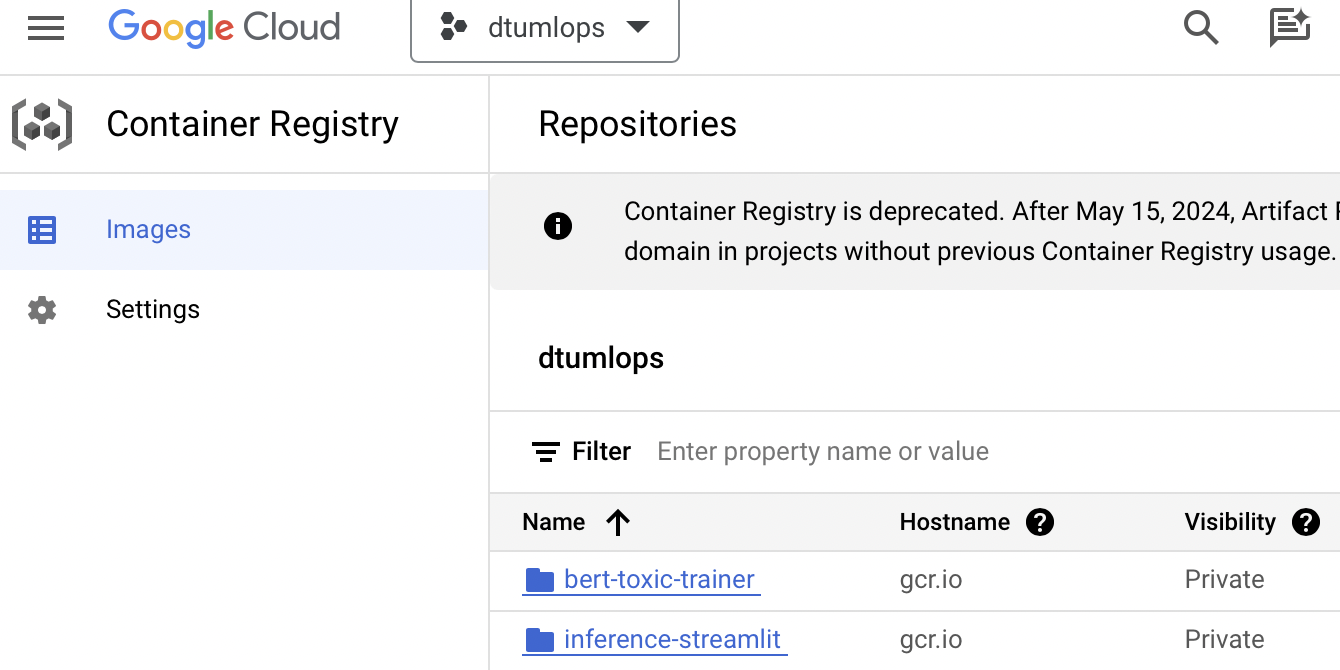 Google Cloud
dtumlops
Container Registry
Repositories
Images
Settings
Container Registry is deprecated. After May 15, 2024, Artifact
domain in projects without previous Container Registry usage.
dtumlops
Filter Enter property name or value
Name Hostname Visibility
bert-toxic-trainer gcr.io Private
inference-streamlit gcr.io Private